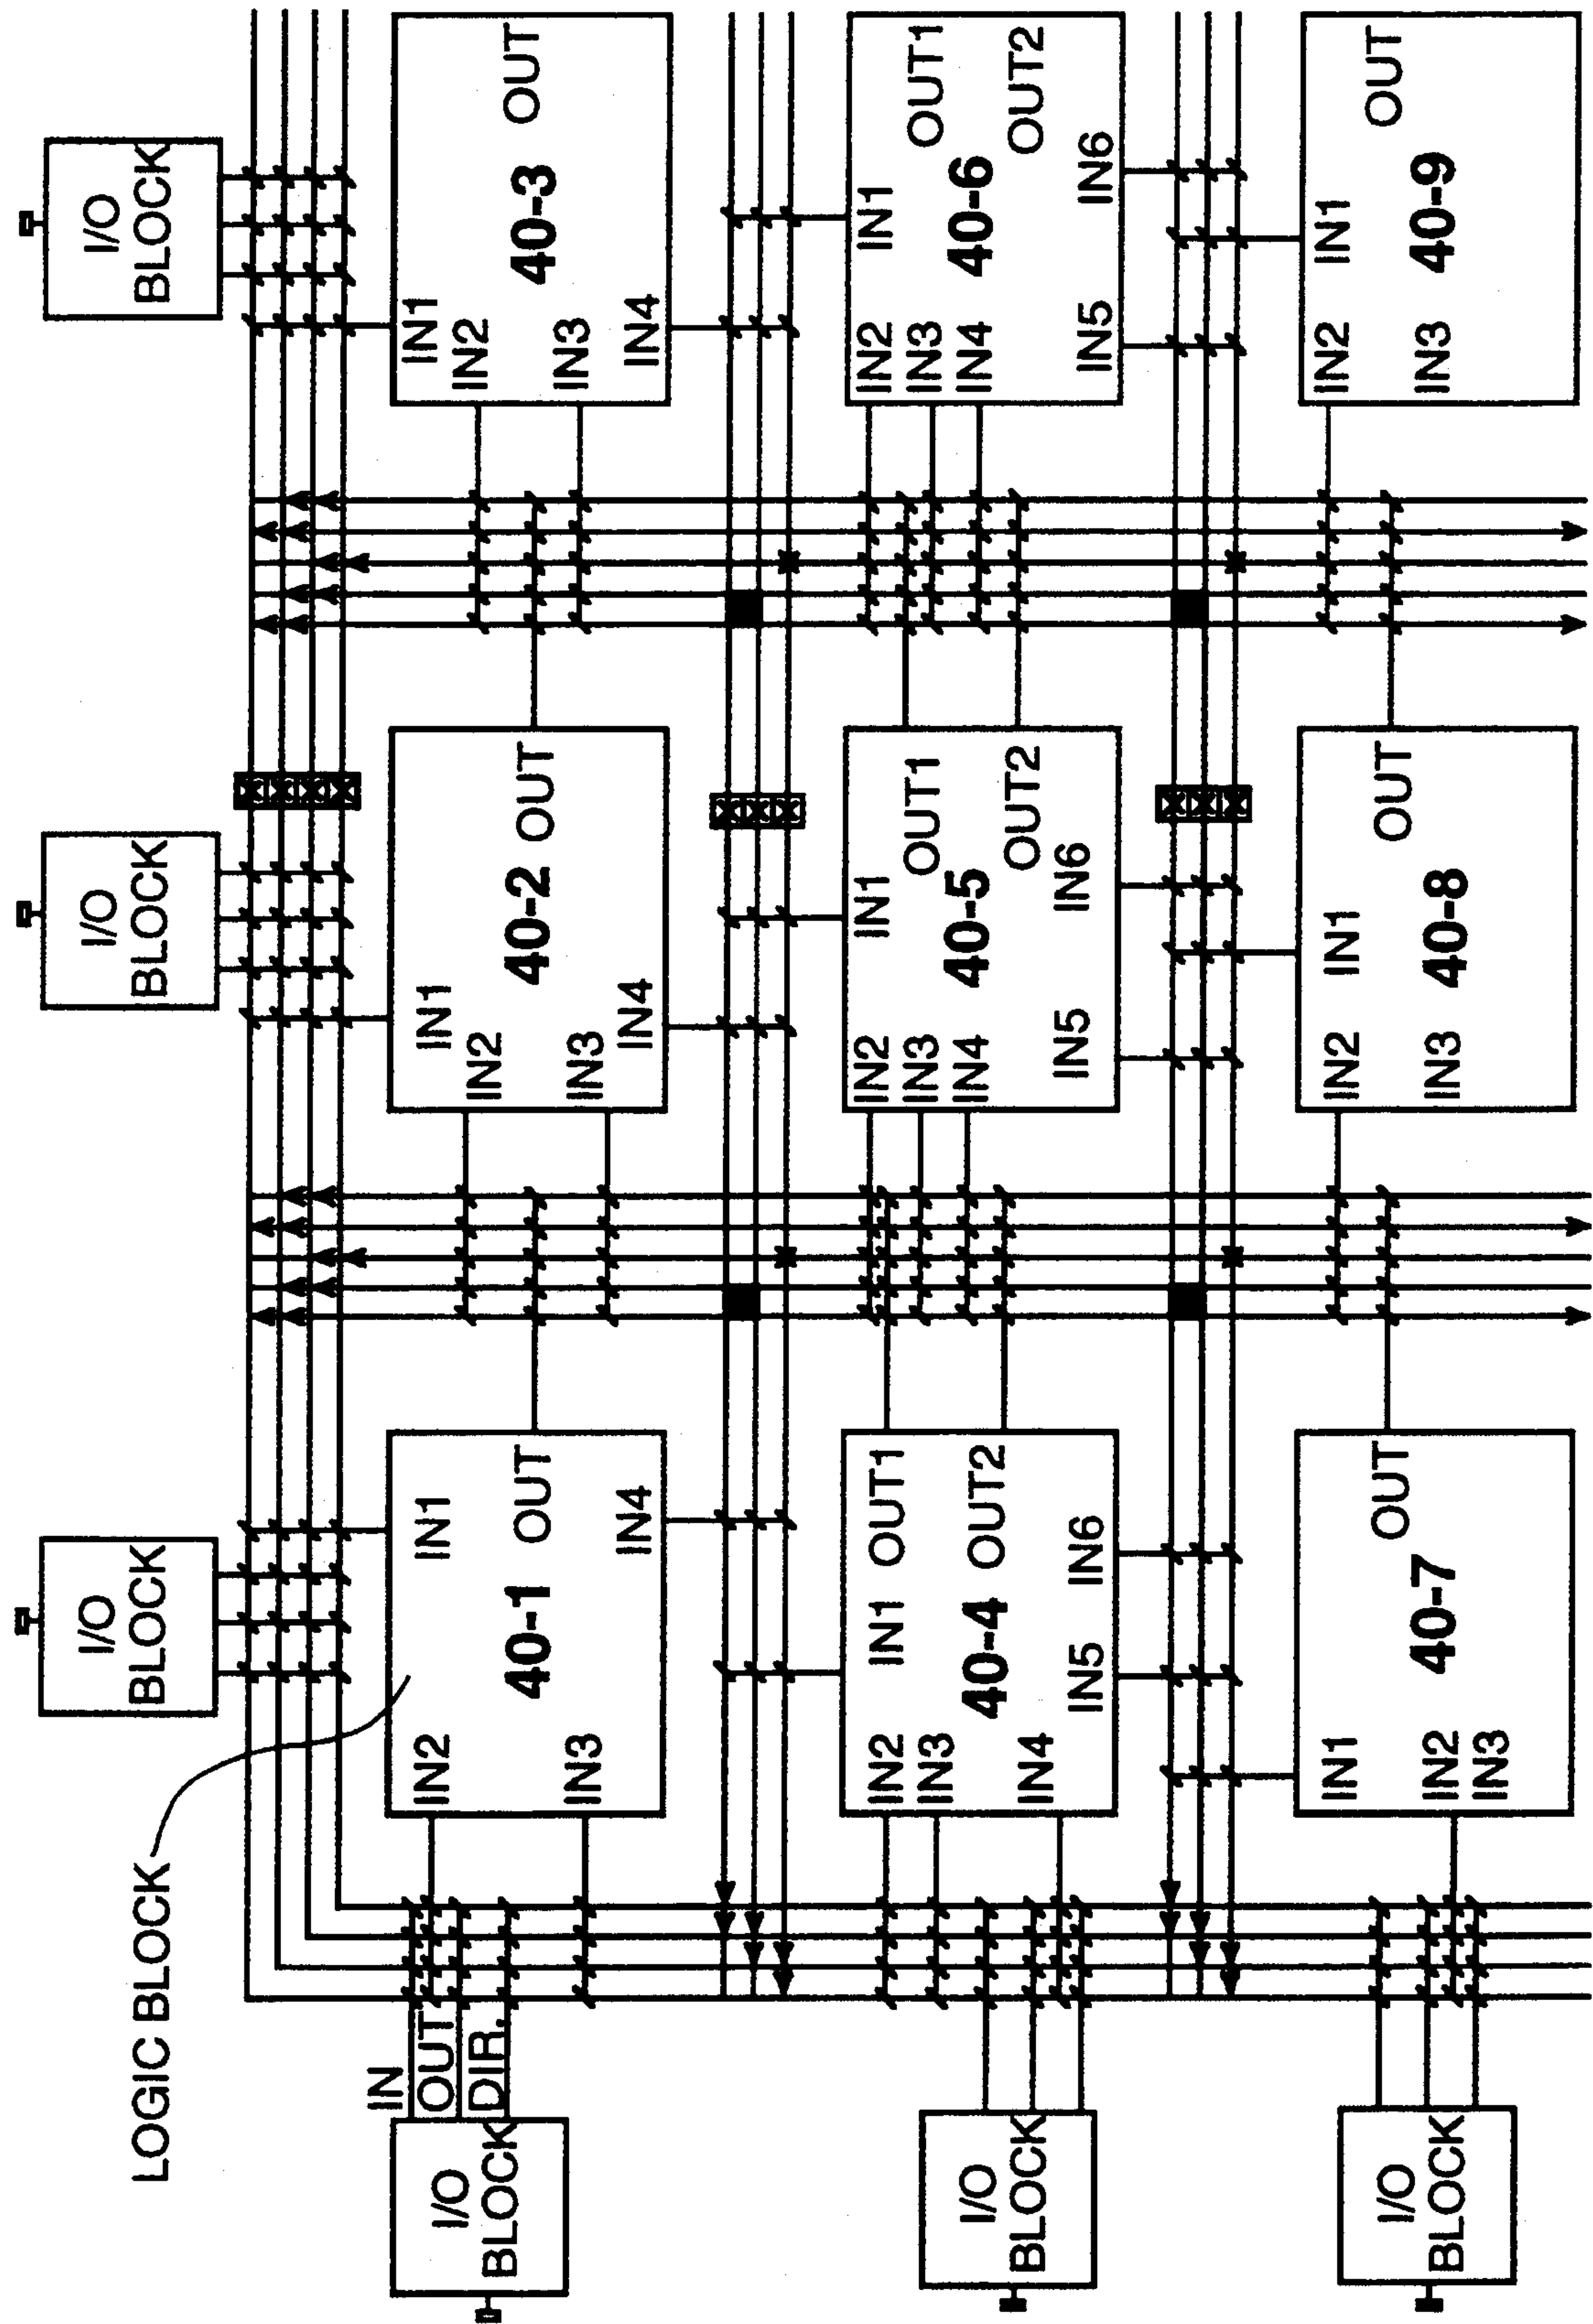 LOGIC BLOCK
I/O
BLOCK
I/O
BLOCK
I/O
BLOCK
I/O
BLOCK
IN
OUT
DIR.
IN2
IN1
40-1
OUT
IN3
IN4
IN1
IN2
40-2
OUT
IN3
IN4
IN1
IN2
40-3
OUT
IN3
IN4
I/O
BLOCK
IN2
IN1
OUT1
IN3
40-4
OUT2
IN4
IN5
IN6
IN2
IN1
IN3
OUT1
IN4
40-5
OUT2
IN5
IN6
IN2
IN1
IN3
OUT1
IN4
40-6
OUT2
IN5
IN6
I/O
BLOCK
IN1
OUT
40-7
IN2
IN3
IN2
IN1
OUT
IN3
40-8
IN2
IN1
OUT
IN3
40-9